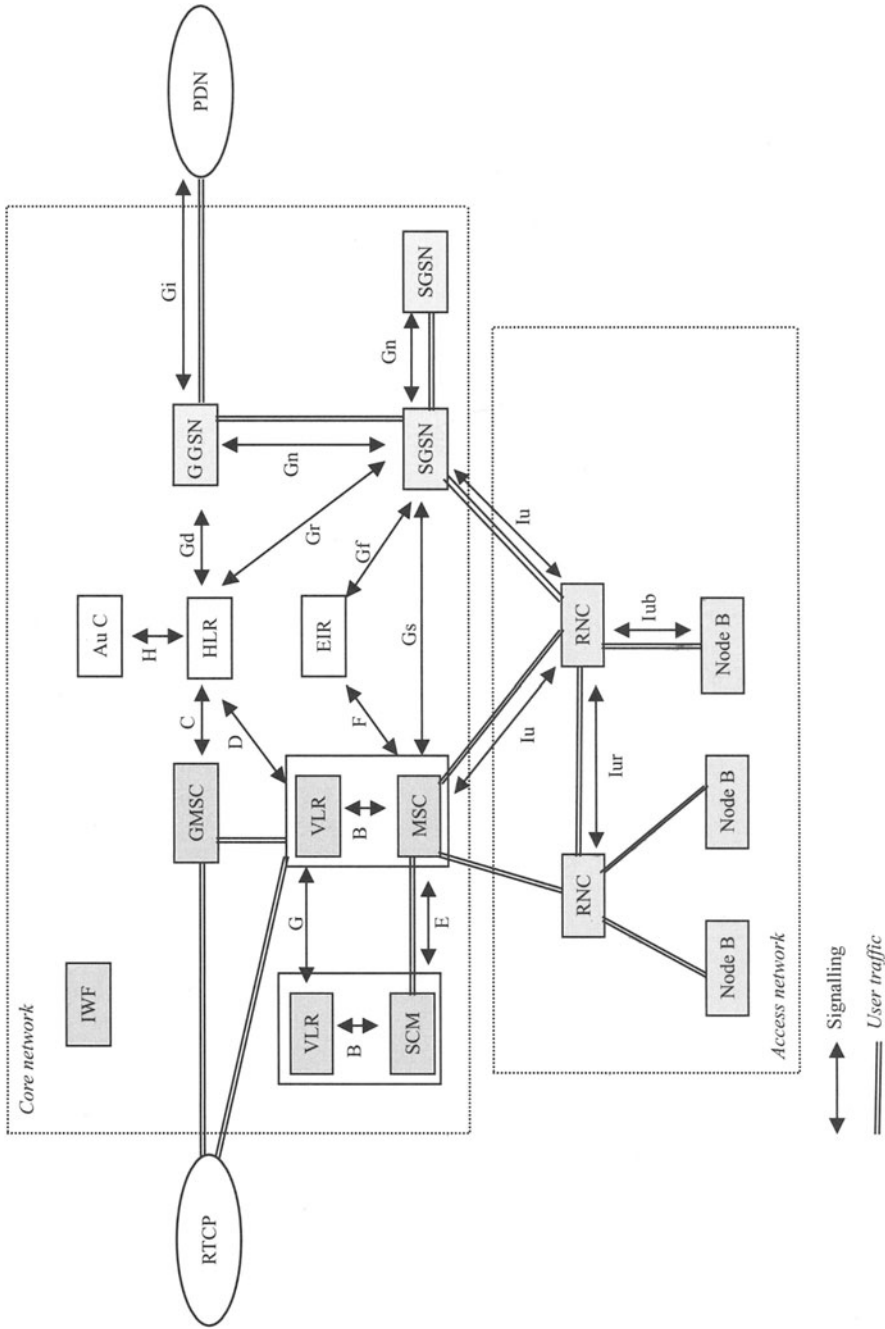 Core network
IWF
Au C
H
PDN
RTCP
GMSC
C
HLR
Gd
G GSN
Gi
D
Gr
Gn
VLR
B
SCM
G
E
VLR
B
MSC
F
EIR
Gf
Gs
SGSN
Gn
SGSN
Iu
Iu
RNC
Iur
RNC
Iub
Node B
Node B
Node B
Access network
Signalling
User traffic